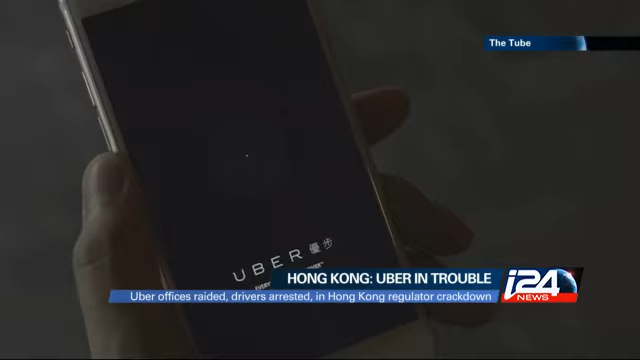 The Tube
UBER 優步
HONG KONG: UBER IN TROUBLE
Uber offices raided, drivers arrested, in Hong Kong regulator crackdown
i24
NEWS